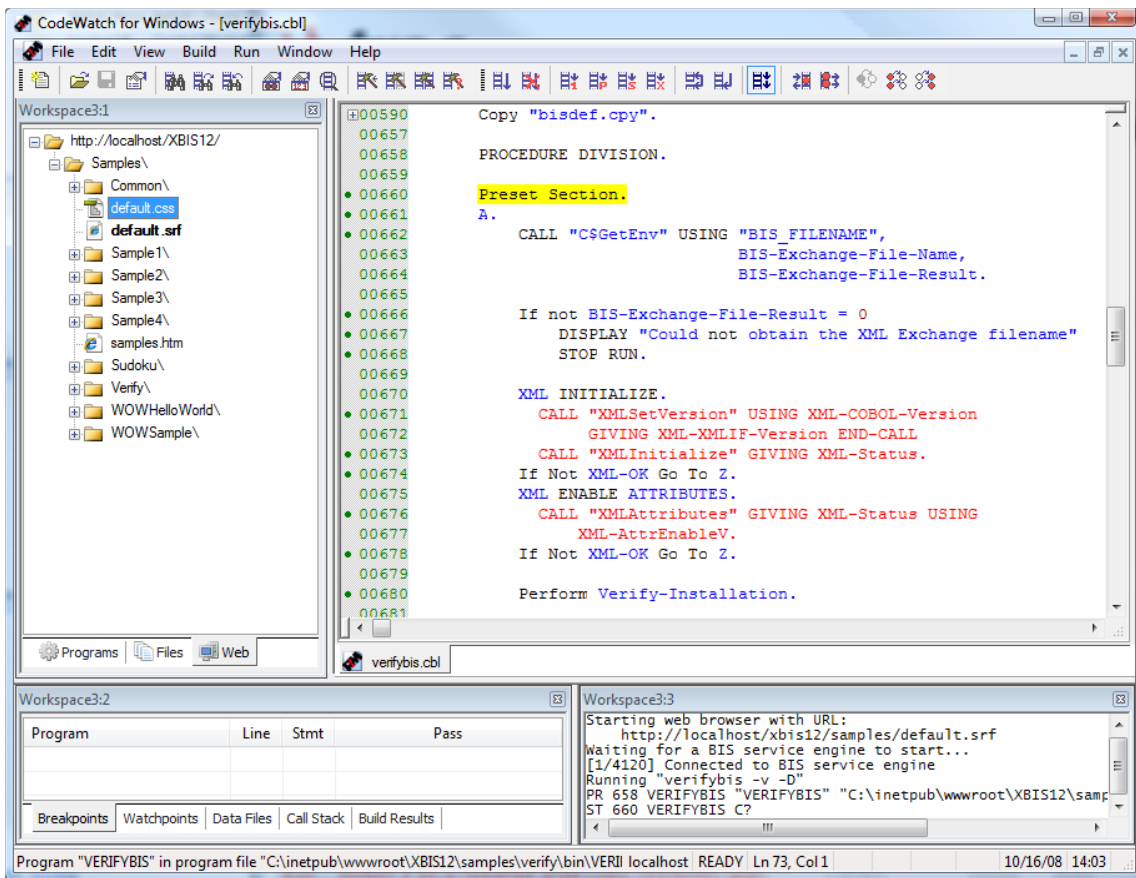 CodeWatch for Windows - [verifybis.cbl]
File Edit View Build Run Window Help
Workspace3:1
http://localhost/XBIS12/
Samples\
Common\
default.css
default.srf
Sample1\
Sample2\
Sample3\
Sample4\
samples.htm
Sudoku\
Verify\
WOWHelloWorld\
WOWSample\
Programs Files Web
00590 Copy "bisdef.cpy".
00657
00658 PROCEDURE DIVISION.
00659
00660 Preset Section.
00661 A.
00662 CALL "C$GetEnv" USING "BIS_FILENAME",
00663 BIS-Exchange-File-Name,
00664 BIS-Exchange-File-Result.
00665
00666 If not BIS-Exchange-File-Result = 0
00667 DISPLAY "Could not obtain the XML Exchange filename"
00668 STOP RUN.
00669
00670 XML INITIALIZE.
00671 CALL "XMLSetVersion" USING XML-COBOL-Version
00672 GIVING XML-XMLIF-Version END-CALL
00673 CALL "XMLInitialize" GIVING XML-Status.
00674 If Not XML-OK Go To Z.
00675 XML ENABLE ATTRIBUTES.
00676 CALL "XMLAttributes" GIVING XML-Status USING
00677 XML-AttrEnableV.
00678 If Not XML-OK Go To Z.
00679
00680 Perform Verify-Installation.
00681
verifybis.cbl
Workspace3:2
Program Line Stmt Pass
Breakpoints Watchpoints Data Files Call Stack Build Results
Workspace3:3
Starting web browser with URL:
http://localhost/xbis12/samples/default.srf
Waiting for a BIS service engine to start...
[1/4120] Connected to BIS service engine
Running "verifybis -v -D"
PR 658 VERIFYBIS "VERIFYBIS" "C:\inetpub\wwwroot\XBIS12\samp
ST 660 VERIFYBIS C?
Program "VERIFYBIS" in program file "C:\inetpub\wwwroot\XBIS12\samples\verify\bin\VERII localhost READY Ln 73, Col 1 10/16/08 14:03